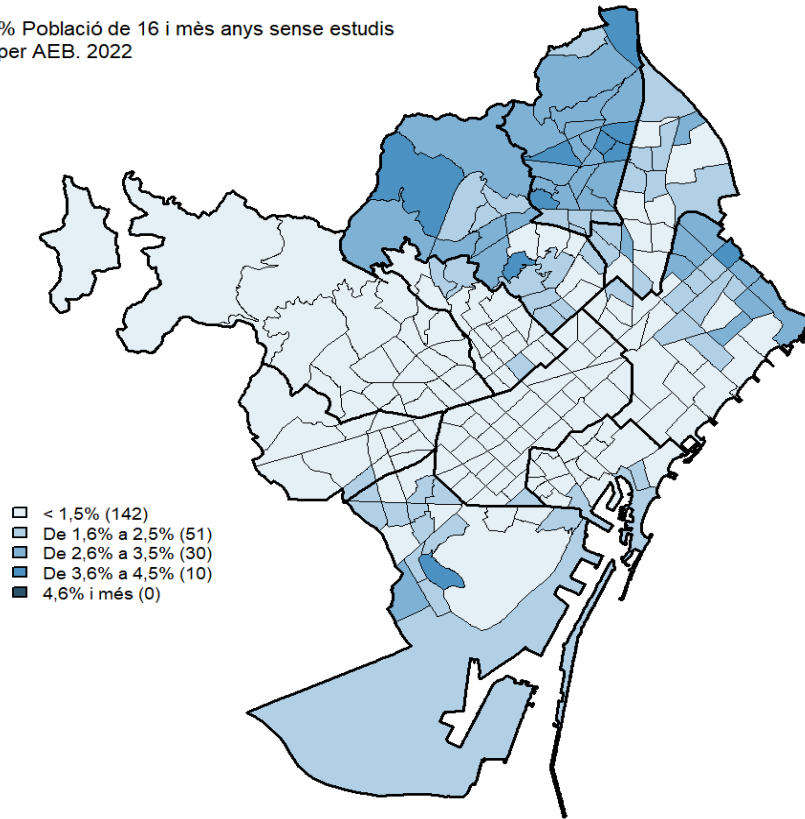 % Població de 16 i mès anys sense estudis
per AEB. 2022
< 1,5% (142)
De 1,6% a 2,5% (51)
De 2,6% a 3,5% (30)
De 3,6% a 4,5% (10)
4,6% i més (0)